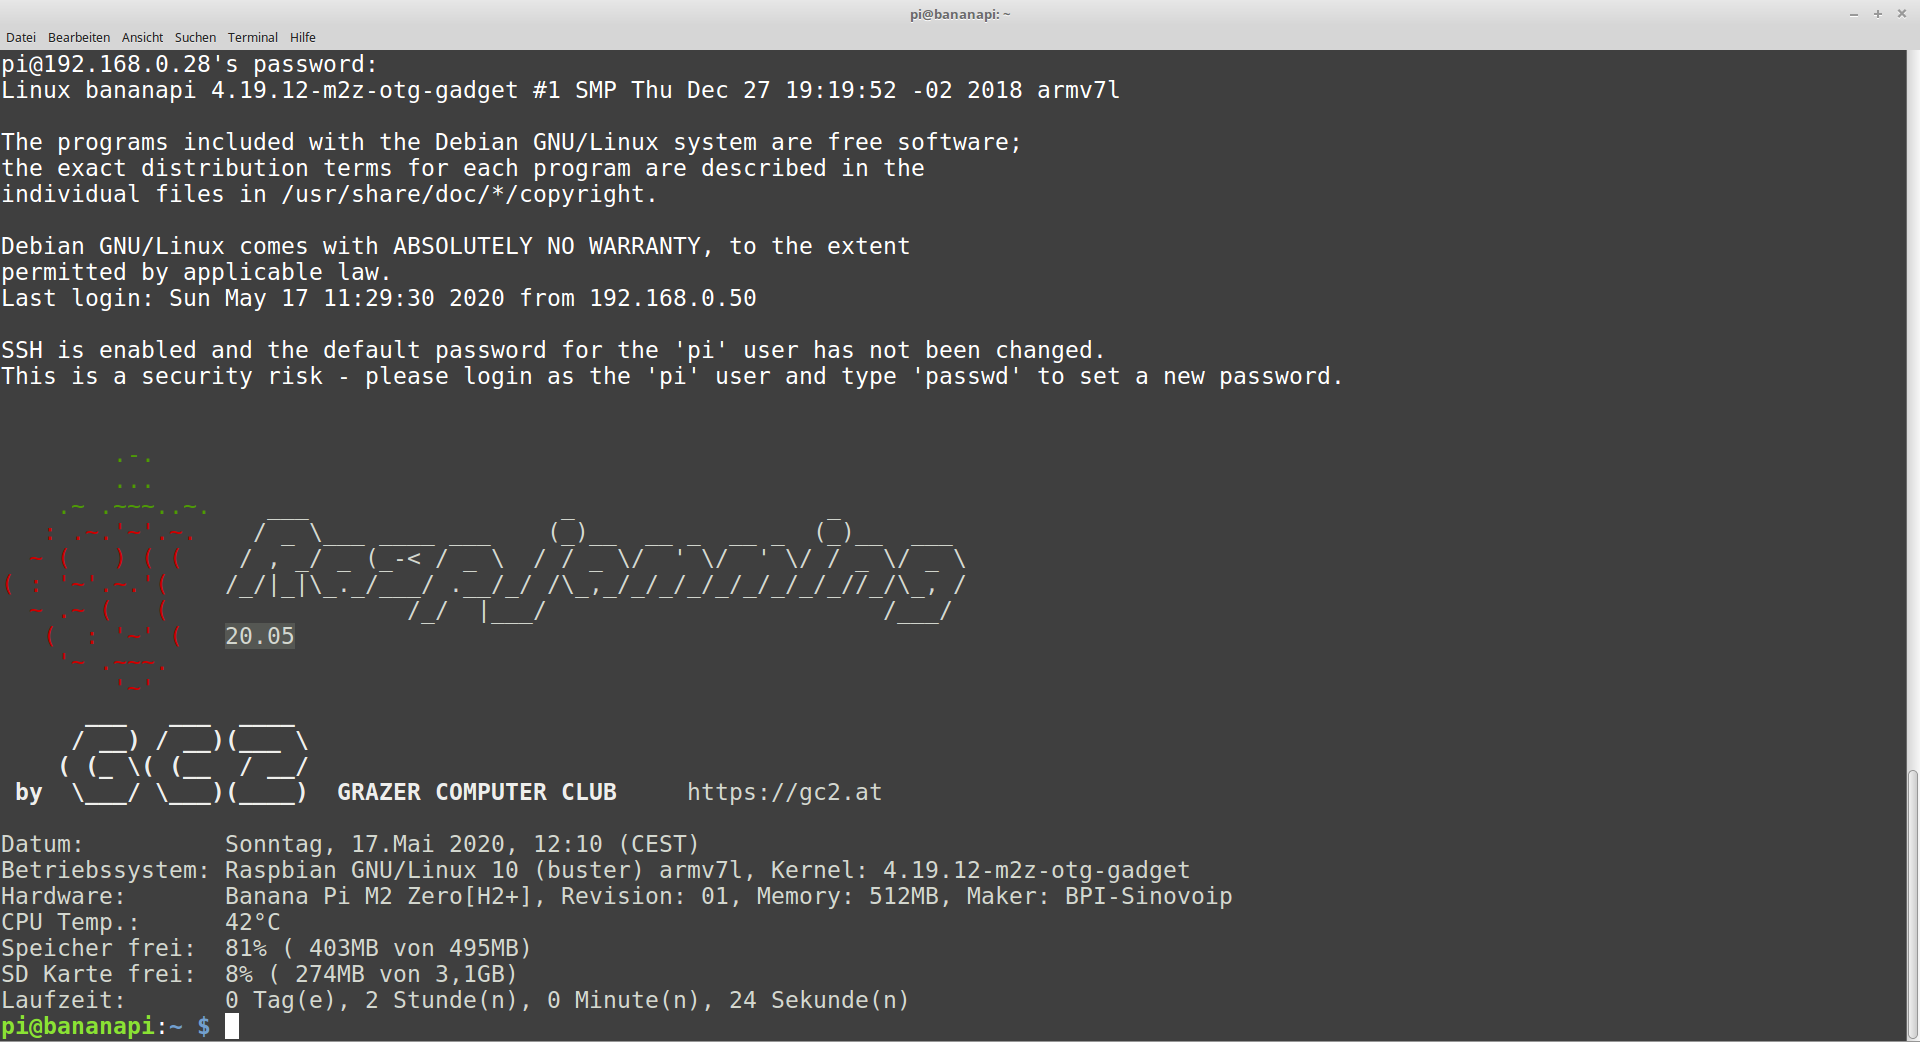 pi@bananapi: ~
Datei Bearbeiten Ansicht Suchen Terminal Hilfe
pi@192.168.0.28's password:
Linux bananapi 4.19.12-m2z-otg-gadget #1 SMP Thu Dec 27 19:19:52 -02 2018 armv7l
The programs included with the Debian GNU/Linux system are free software;
the exact distribution terms for each program are described in the
individual files in /usr/share/doc/*/copyright.
Debian GNU/Linux comes with ABSOLUTELY NO WARRANTY, to the extent
permitted by applicable law.
Last login: Sun May 17 11:29:30 2020 from 192.168.0.50
SSH is enabled and the default password for the 'pi' user has not been changed.
This is a security risk - please login as the 'pi' user and type 'passwd' to set a new password.
Raspjamming
20.05
GC2
by GRAZER COMPUTER CLUB https://gc2.at
Datum: Sonntag, 17.Mai 2020, 12:10 (CEST)
Betriebssystem: Raspbian GNU/Linux 10 (buster) armv7l, Kernel: 4.19.12-m2z-otg-gadget
Hardware: Banana Pi M2 Zero[H2+], Revision: 01, Memory: 512MB, Maker: BPI-Sinovoip
CPU Temp.: 42°C
Speicher frei: 81% ( 403MB von 495MB)
SD Karte frei: 8% ( 274MB von 3,1GB)
Laufzeit: 0 Tag(e), 2 Stunde(n), 0 Minute(n), 24 Sekunde(n)
pi@bananapi:~ $